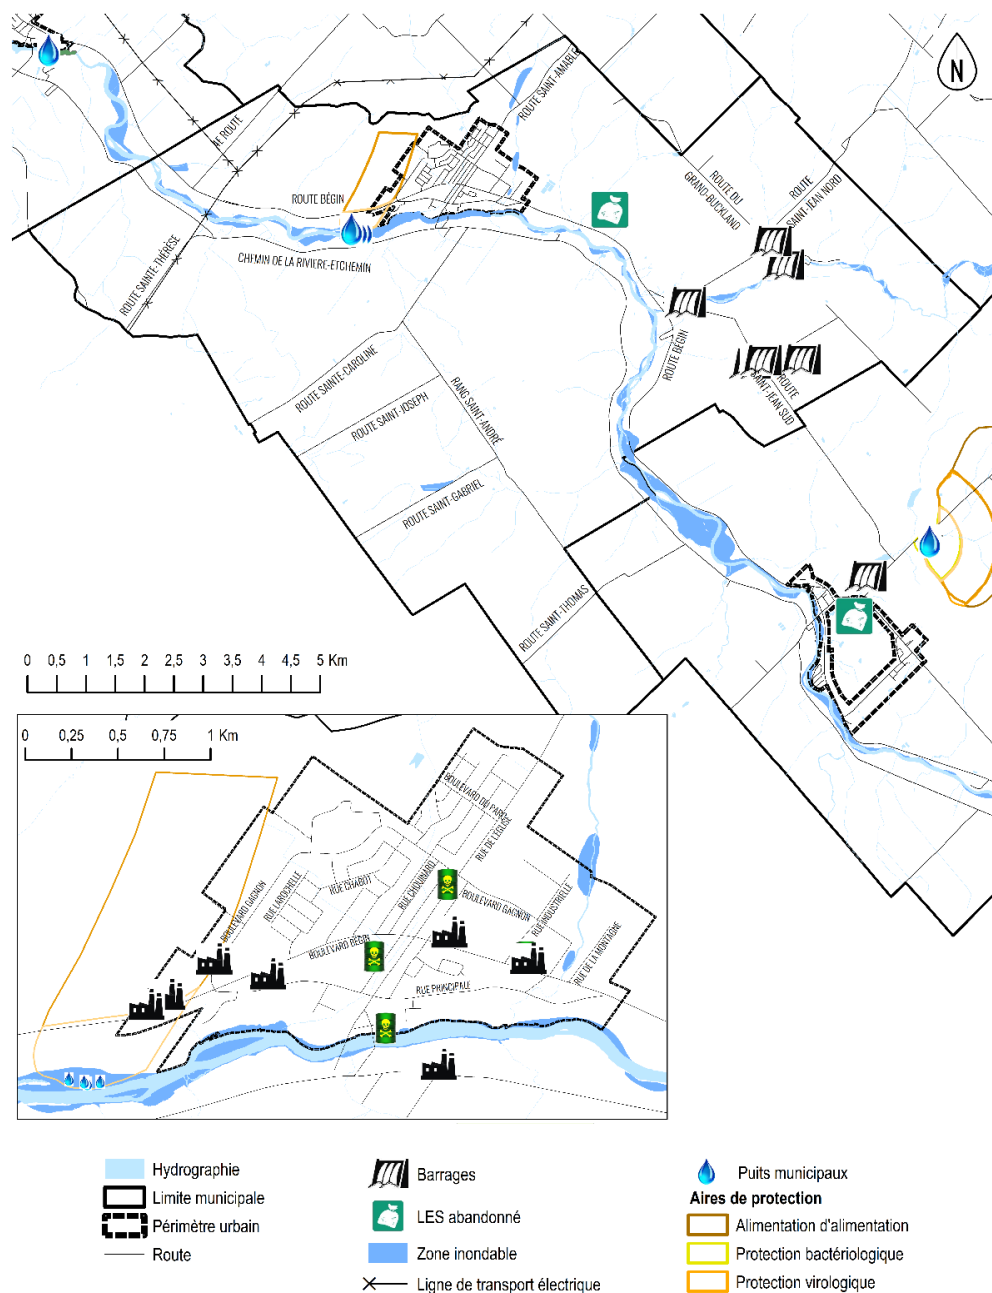 N
ROUTE SAINT-AMABLE
4E ROUTE
ROUTE BÉGIN
ROUTE DU
GRAND-BUCKLAND
ROUTE
SAINT-JEAN NORD
CHEMIN DE LA RIVIÈRE-ETCHEMIN
ROUTE SAINTE-THÉRÈSE
ROUTE BÉGIN
ROUTE SAINTE-CAROLINE
ROUTE SAINT-JOSEPH
RANG SAINT-ANDRÉ
ROUTE
SAINT-JEAN SUD
ROUTE SAINT-GABRIEL
ROUTE SAINT-THOMAS
0 0,5 1 1,5 2 2,5 3 3,5 4 4,5 5 Km
0 0,25 0,5 0,75 1 Km
BOULEVARD DU PARC
RUE DE L'ÉGLISE
RUE CHOUINARD
RUE CHABOT
RUE LAROCHELLE
BOULEVARD GAGNON
BOULEVARD GAGNON
RUE INDUSTRIELLE
BOULEVARD BÉGIN
RUE DE LA MONTAGNE
RUE PRINCIPALE
Hydrographie
Limite municipale
Périmètre urbain
Route
Barrages
LES abandonné
Zone inondable
Ligne de transport électrique
Puits municipaux
Aires de protection
Alimentation d'alimentation
Protection bactériologique
Protection virologique